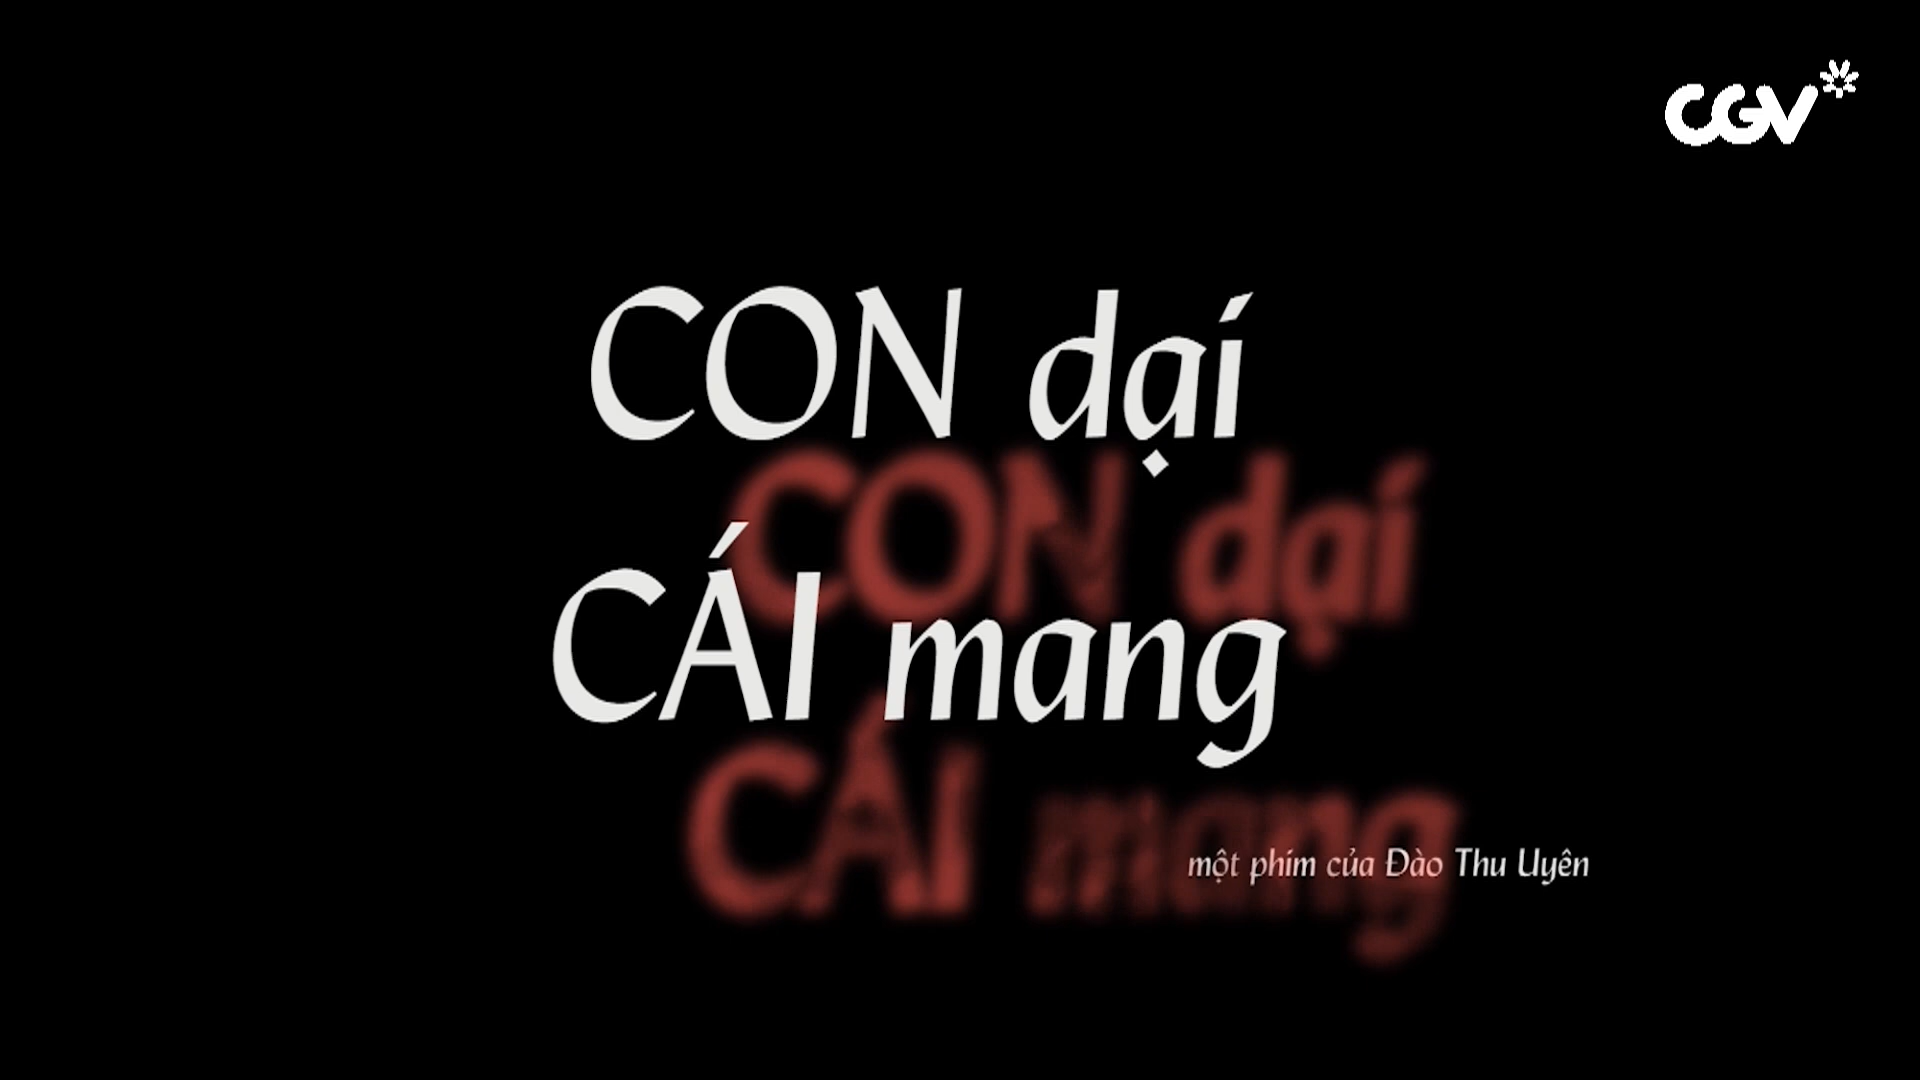 CGV
CON dại
CON dại
CÁI mang
CÁI mang
một phim của Đào Thu Uyên